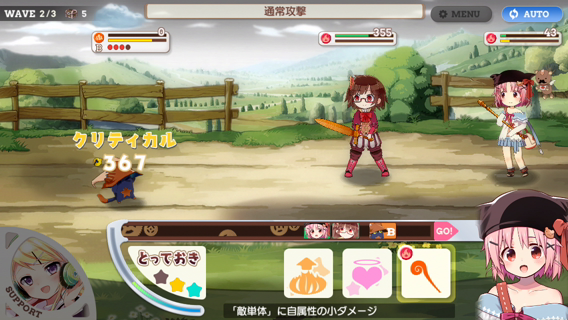 WAVE 2/3 5
通常攻撃
MENU
AUTO
0
B
355
43
クリティカル
367
B
GO!
とっておき
SUPPORT
「敵単体」に自属性の小ダメージ